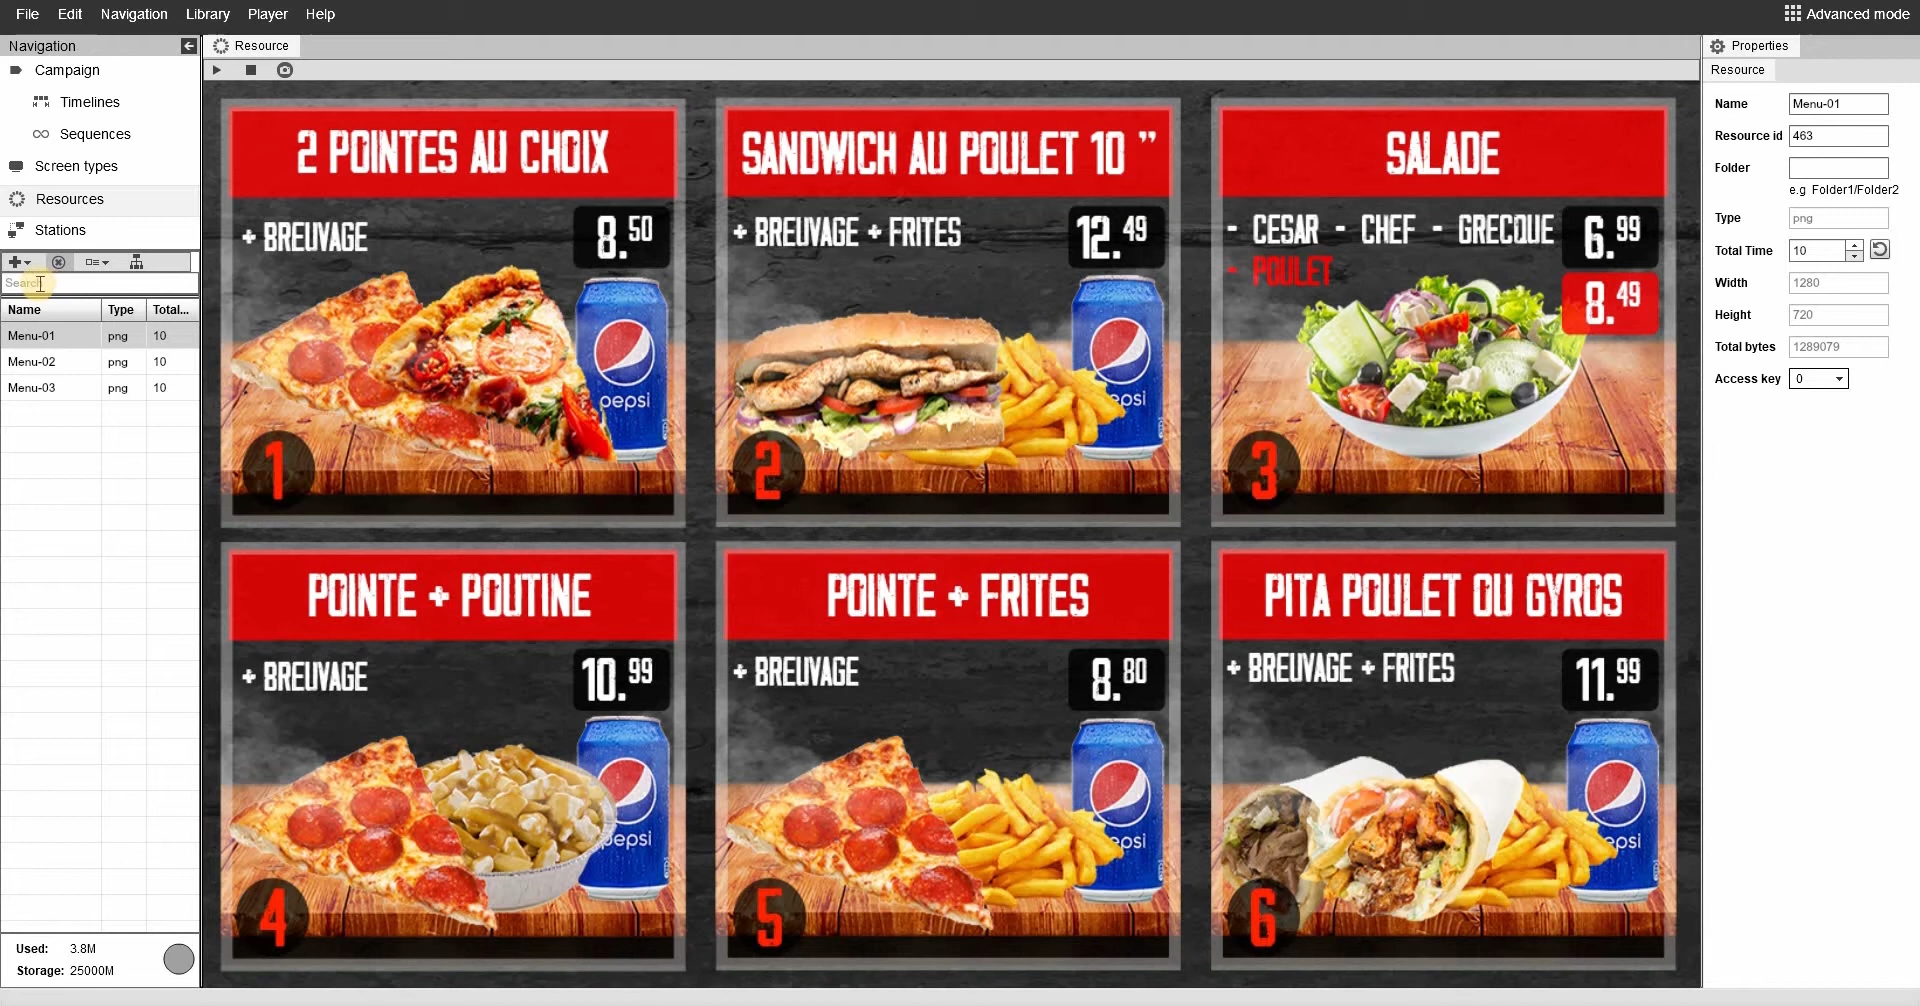 File Edit Navigation Library Player Help Advanced mode
Navigation
Campaign
Timelines
Sequences
Screen types
Resources
Stations
Search
Name Type Total...
Menu-01 png 10
Menu-02 png 10
Menu-03 png 10
Used: 3.8M
Storage: 25000M
Resource
2 POINTES AU CHOIX
+ BREUVAGE
8.50
pepsi
1
SANDWICH AU POULET 10 ”
+ BREUVAGE + FRITES
12.49
epsi
2
SALADE
- CESAR - CHEF - GRECQUE
6.99
- POULET
8.49
3
POINTE + POUTINE
+ BREUVAGE
10.99
pepsi
4
POINTE + FRITES
+ BREUVAGE
8.80
epsi
5
PITA POULET OU GYROS
+ BREUVAGE + FRITES
11.99
epsi
6
Properties
Resource
Name Menu-01
Resource id 463
Folder
e.g Folder1/Folder2
Type png
Total Time 10
Width 1280
Height 720
Total bytes 1289079
Access key 0